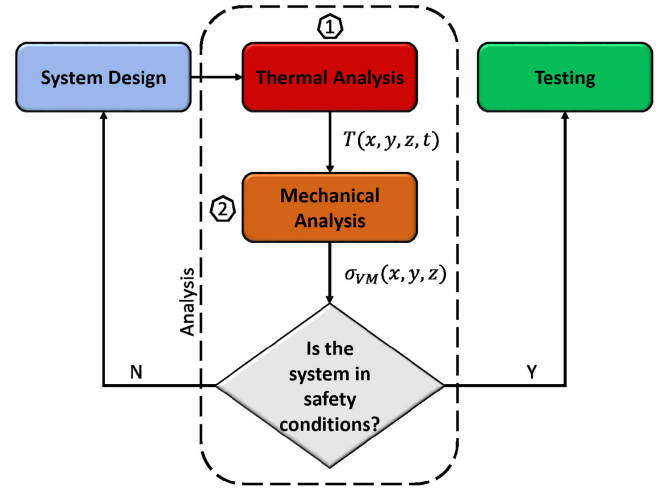 1
System Design
Thermal Analysis
Testing
T(x, y, z, t)
2
Mechanical
Analysis
σ_VM(x, y, z)
Analysis
Is the
system in
safety
conditions?
N
Y